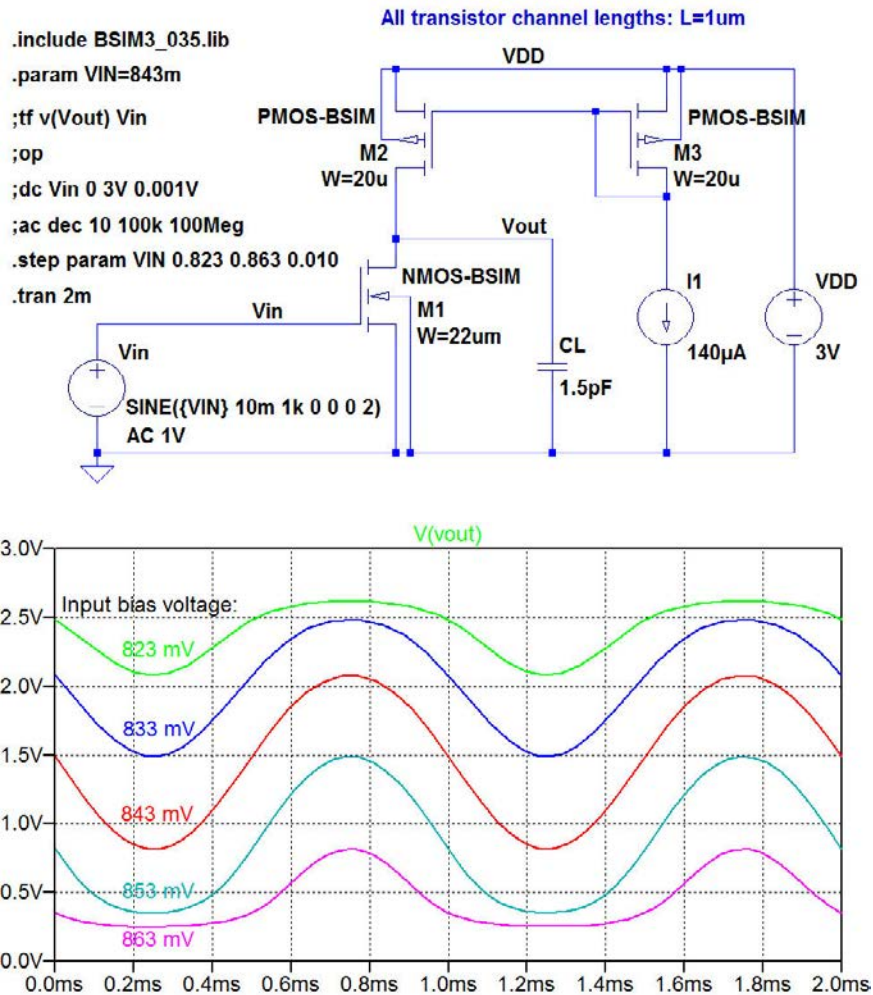 All transistor channel lengths: L=1um
.include BSIM3_035.lib
.param VIN=843m
;tf v(Vout) Vin
;op
;dc Vin 0 3V 0.001V
;ac dec 10 100k 100Meg
.step param VIN 0.823 0.863 0.010
.tran 2m
VDD
PMOS-BSIM
M2
W=20u
PMOS-BSIM
M3
W=20u
Vout
NMOS-BSIM
M1
W=22um
Vin
Vin
SINE({VIN} 10m 1k 0 0 0 2)
AC 1V
CL
1.5pF
I1
140µA
VDD
3V
V(vout)
3.0V
2.5V
2.0V
1.5V
1.0V
0.5V
0.0V
Input bias voltage:
823 mV
833 mV
843 mV
853 mV
863 mV
0.0ms 0.2ms 0.4ms 0.6ms 0.8ms 1.0ms 1.2ms 1.4ms 1.6ms 1.8ms 2.0ms